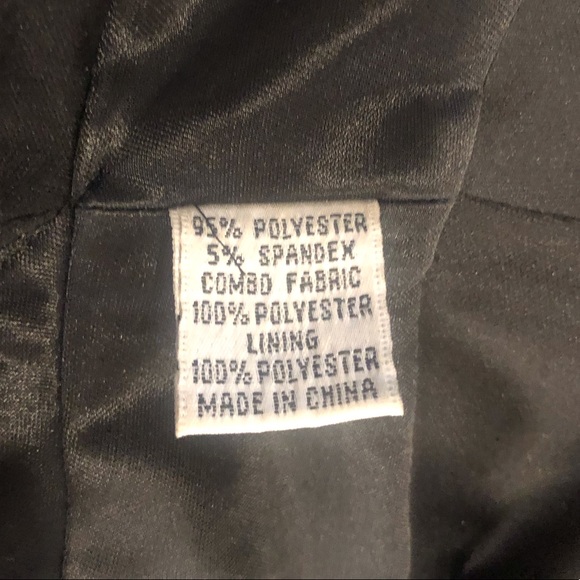 95% POLYESTER
5% SPANDEX
COMBO FABRIC
100% POLYESTER
LINING
100% POLYESTER
MADE IN CHINA